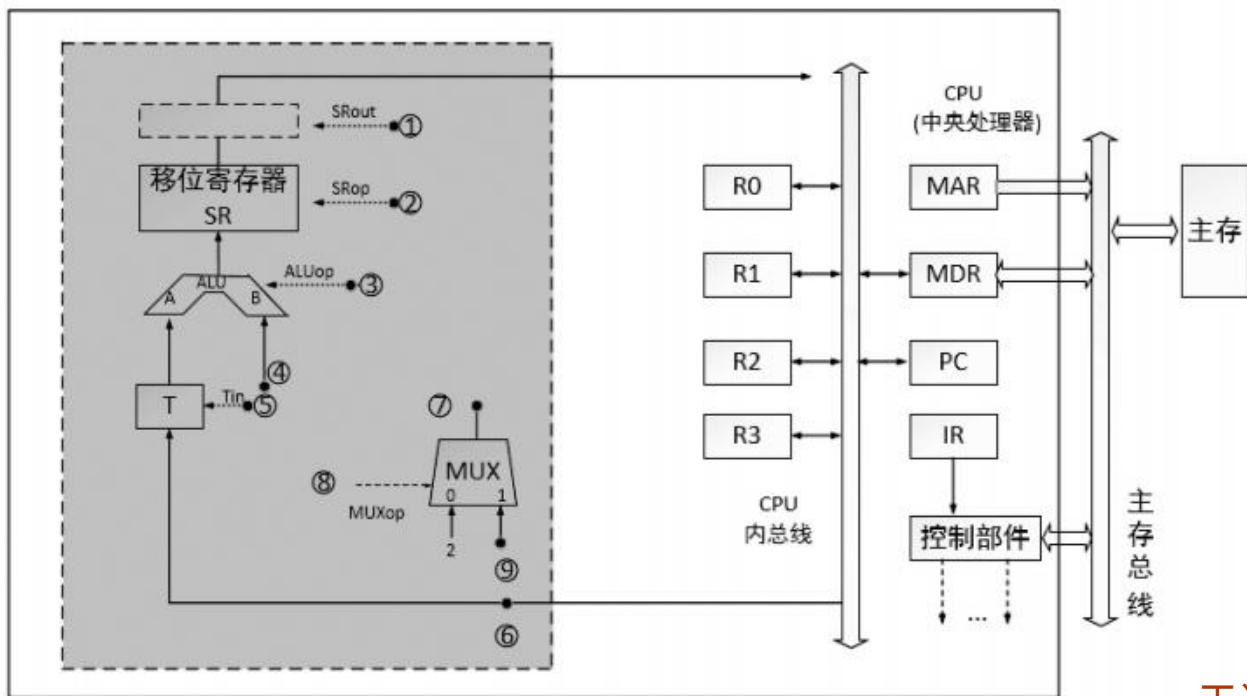 SRout
①
移位寄存器
SR
SRop
②
ALU
A
B
ALUop
③
④
T
Tin
⑤
⑦
MUX
0
1
⑧
MUXop
2
⑨
⑥
R0
R1
R2
R3
CPU
内总线
CPU
(中央处理器)
MAR
MDR
PC
IR
控制部件
...
主存
主存总线